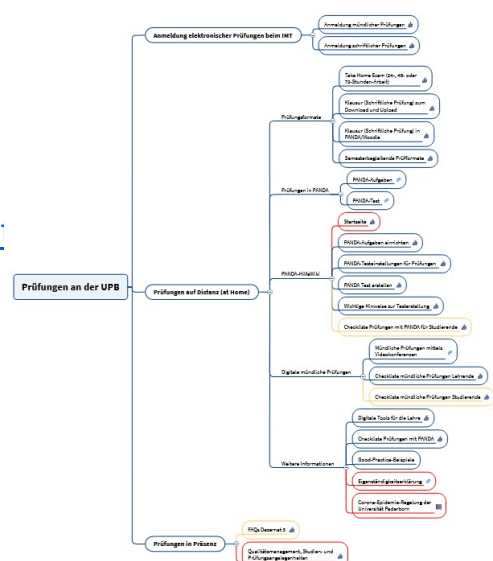 Anmeldung elektronischer Prüfungen beim IMT
Anmeldung mündlicher Prüfungen
Anmeldung schriftlicher Prüfungen
Prüfungen an der UPB
Prüfungen auf Distanz (at Home)
Prüfungsformate
Take Home Exam (24-, 48- oder
72-Stunden-Arbeit)
Klausur (Schriftliche Prüfung) zum
Download und Upload
Klausur (Schriftliche Prüfung) in
PANDA/Moodle
Semesterbegleitende Prüfformate
Prüfungen in PANDA
PANDA-Aufgaben
PANDA-Test
PANDA-HilfeWiki
Startseite
PANDA-Aufgaben einrichten
PANDA-Testeinstellungen für Prüfungen
PANDA Test erstellen
Wichtige Hinweise zur Testerstellung
Checkliste Prüfungen mit PANDA für Studierende
Digitale mündliche Prüfungen
Mündliche Prüfungen mittels
Videokonferenzen
Checkliste mündliche Prüfungen Lehrende
Checkliste mündliche Prüfungen Studierende
Weitere Informationen
Digitale Tools für die Lehre
Checkliste Prüfungen mit PANDA
Good-Practice-Beispiele
Eigenständigkeitserklärung
Corona-Epidemie-Regelung der
Universität Paderborn
Prüfungen in Präsenz
FAQs Dezernat 5
Qualitätsmanagement, Studien- und
Prüfungsangelegenheiten